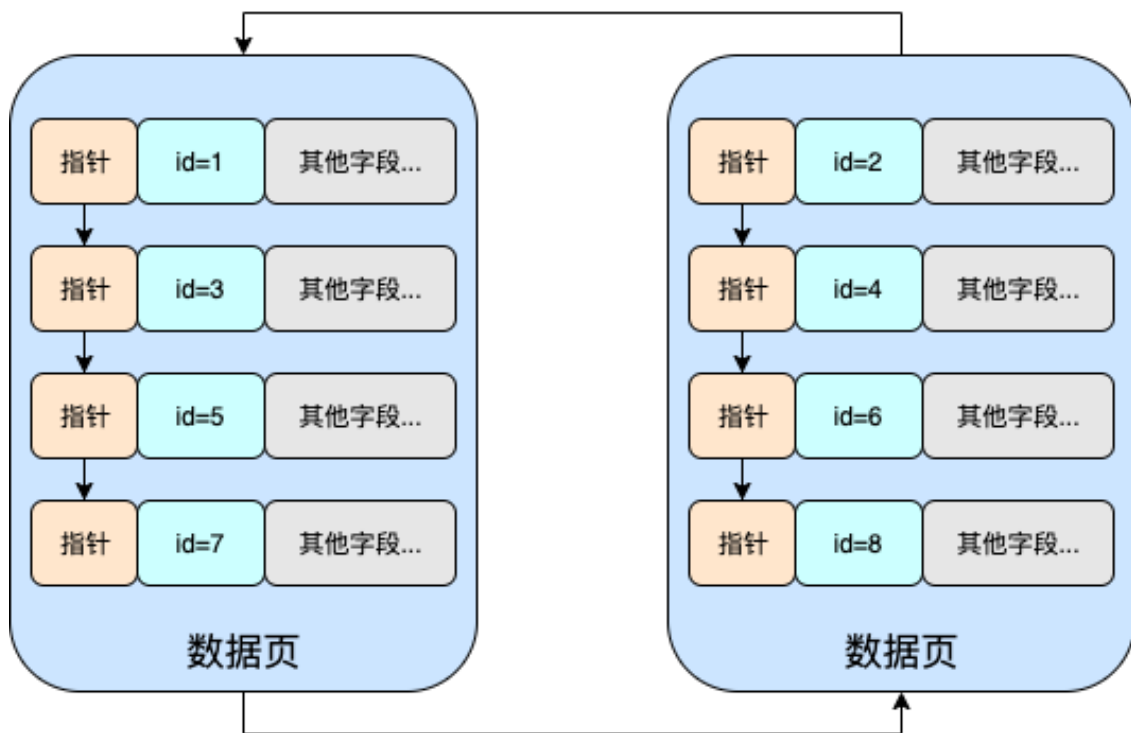 指针 id=1 其他字段...
指针 id=3 其他字段...
指针 id=5 其他字段...
指针 id=7 其他字段...
数据页
指针 id=2 其他字段...
指针 id=4 其他字段...
指针 id=6 其他字段...
指针 id=8 其他字段...
数据页